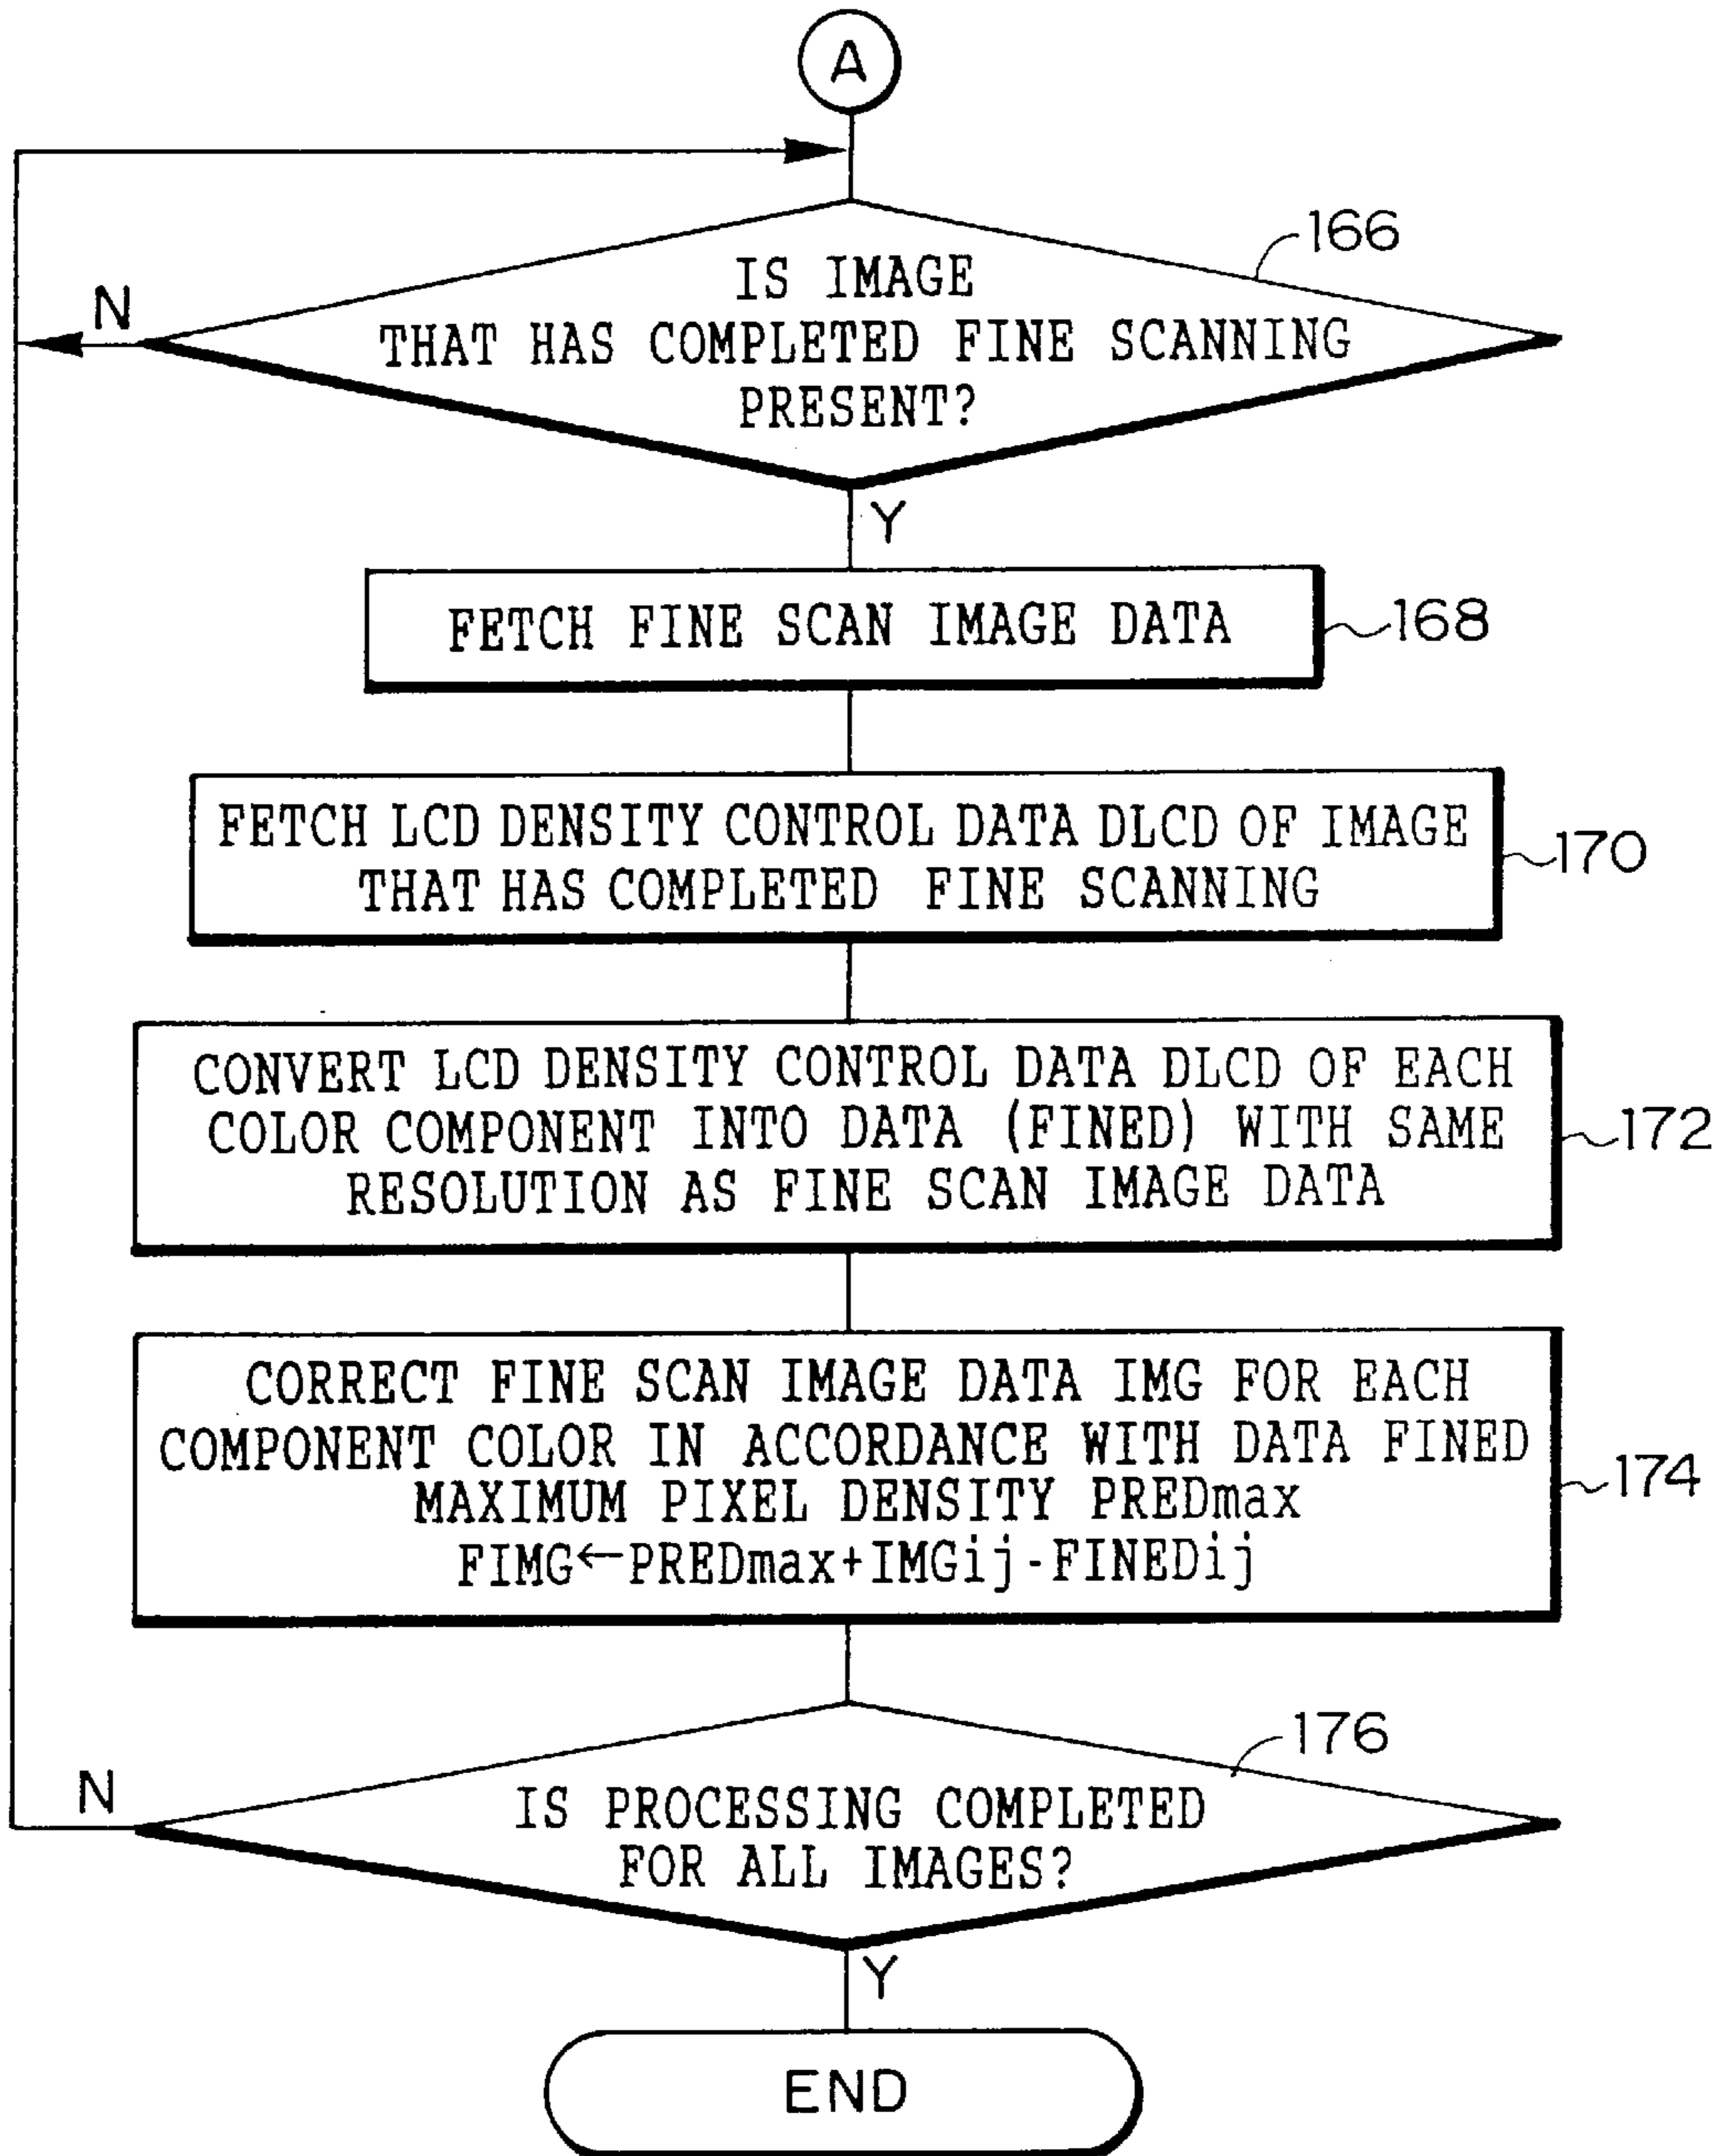 A
166
IS IMAGE
N
THAT HAS COMPLETED FINE SCANNING
PRESENT?
Y
FETCH FINE SCAN IMAGE DATA
168
FETCH LCD DENSITY CONTROL DATA DLCD OF IMAGE
THAT HAS COMPLETED FINE SCANNING
170
CONVERT LCD DENSITY CONTROL DATA DLCD OF EACH
COLOR COMPONENT INTO DATA (FINED) WITH SAME
RESOLUTION AS FINE SCAN IMAGE DATA
172
CORRECT FINE SCAN IMAGE DATA IMG FOR EACH
COMPONENT COLOR IN ACCORDANCE WITH DATA FINED
MAXIMUM PIXEL DENSITY PREDmax
FIMG←PREDmax+IMGij-FINEDij
174
176
N
IS PROCESSING COMPLETED
FOR ALL IMAGES?
Y
END